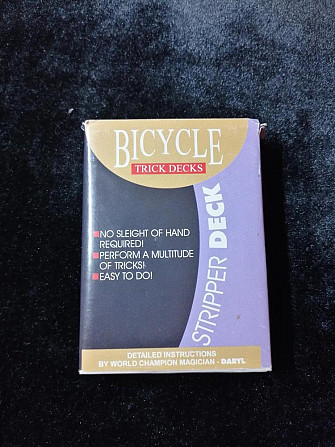 BICYCLE
TRICK DECKS
NO SLEIGHT OF HAND
REQUIRED!
PERFORM A MULTITUDE
OF TRICKS!
EASY TO DO!
STRIPPER DECK
DETAILED INSTRUCTIONS
BY WORLD CHAMPION MAGICIAN - DARYL